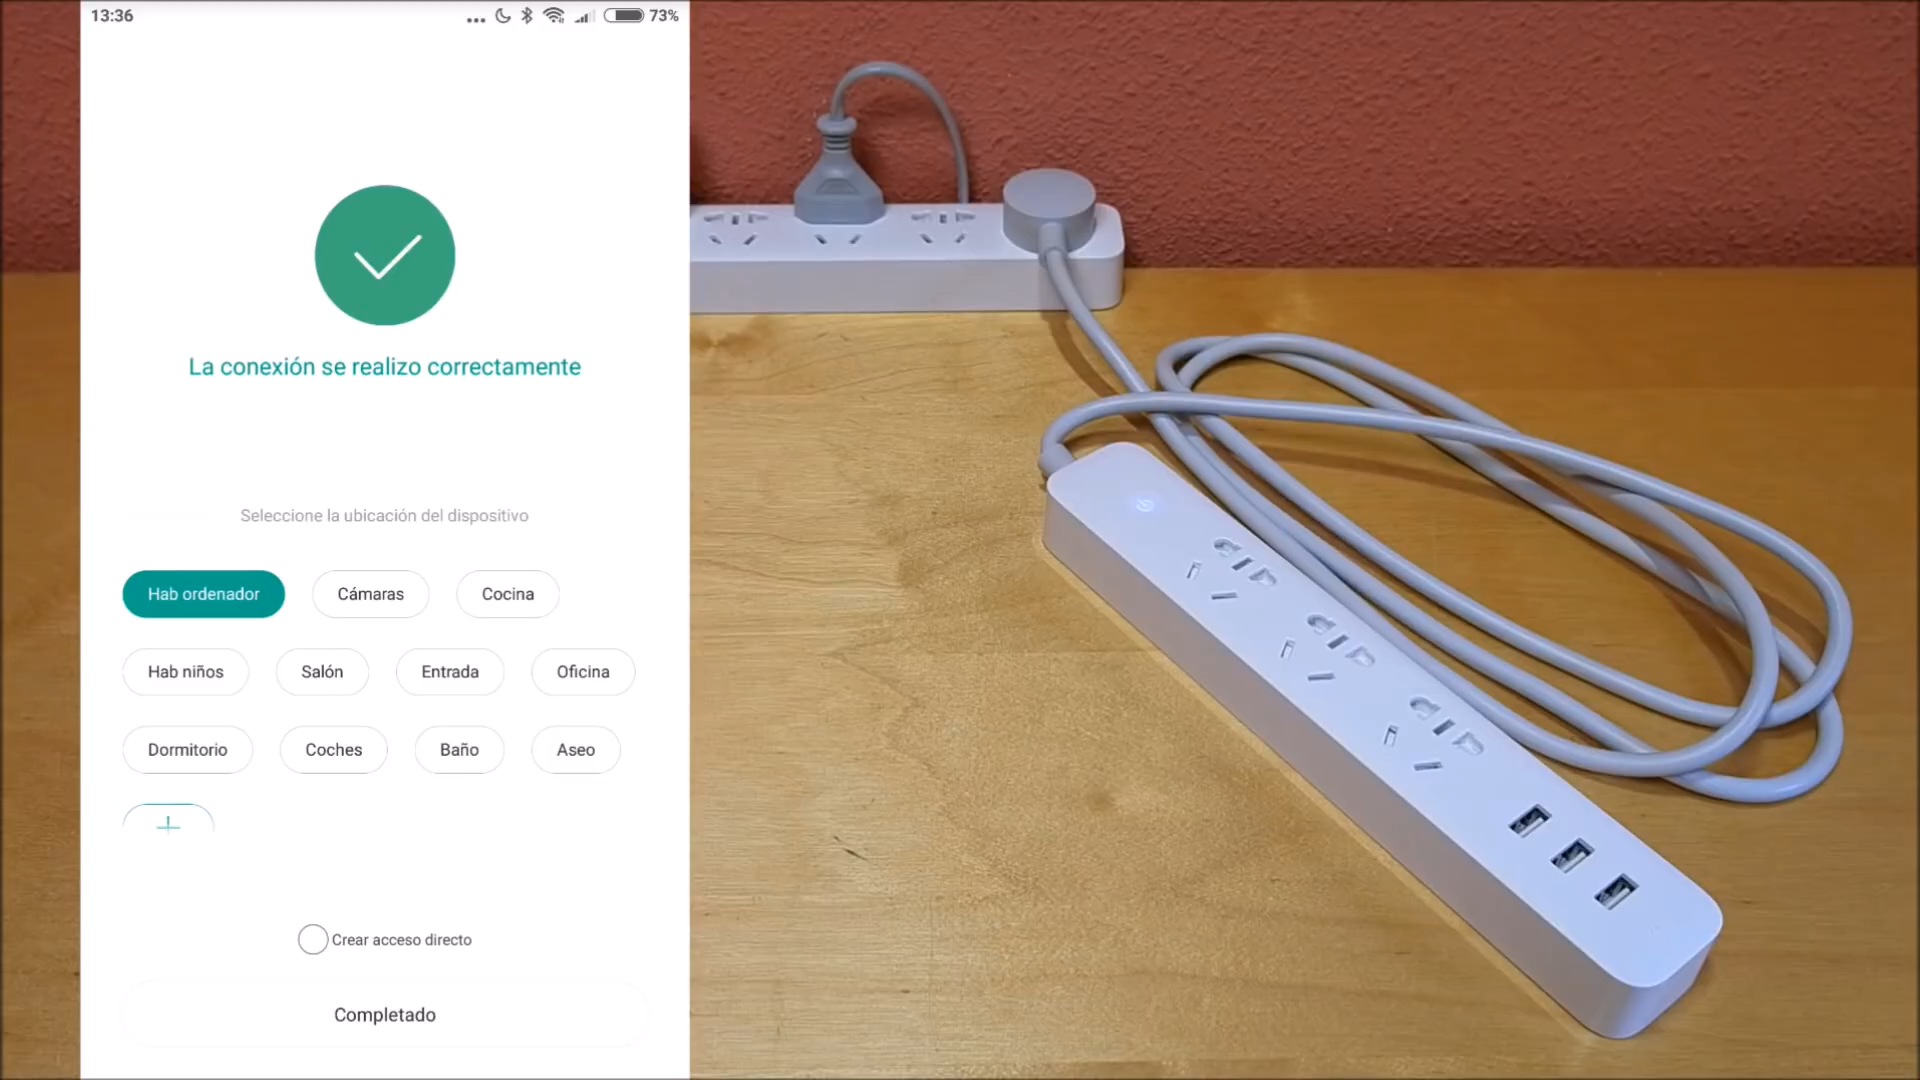 13:36 73%
La conexión se realizo correctamente
Seleccione la ubicación del dispositivo
Hab ordenador Cámaras Cocina
Hab niños Salón Entrada Oficina
Dormitorio Coches Baño Aseo
Crear acceso directo
Completado